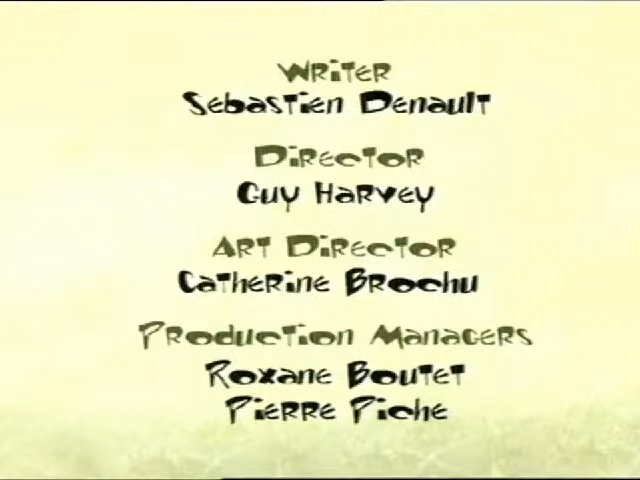 Writer
Sebastien Denault
Director
Guy Harvey
Art Director
Catherine Brochu
Production Managers
Roxane Boutet
Pierre Piche